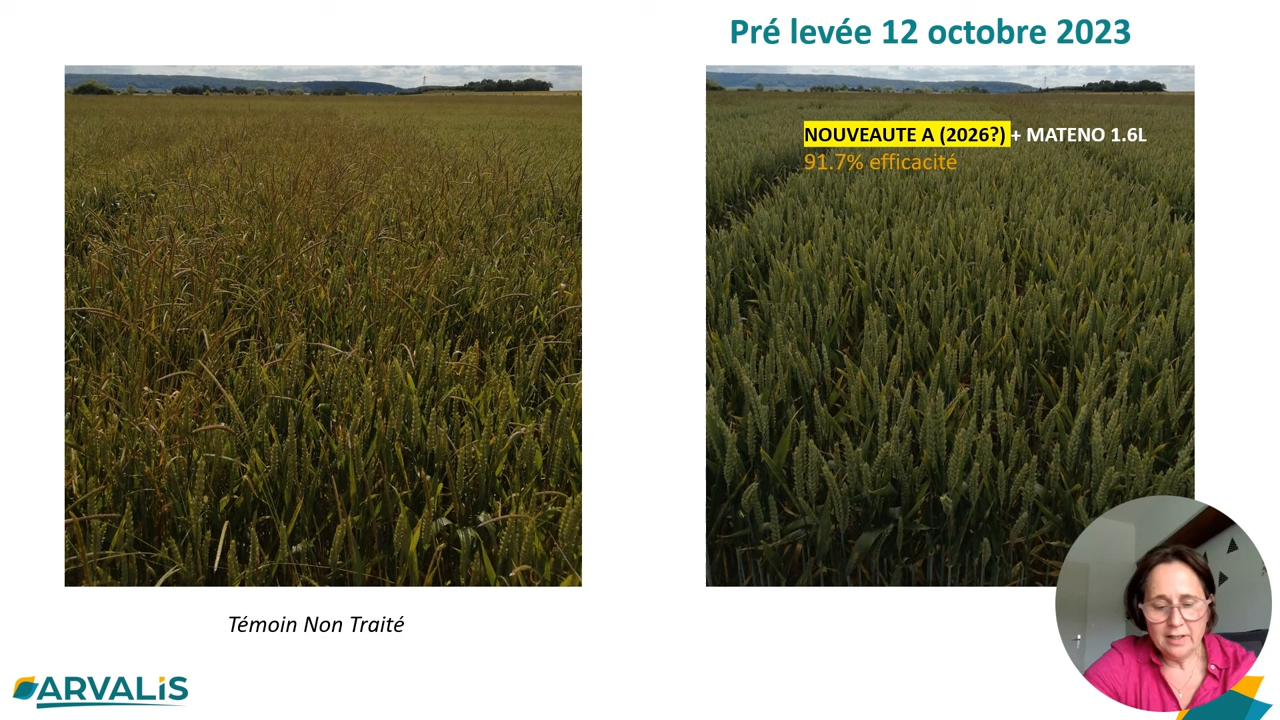 Pré levée 12 octobre 2023
NOUVEAUTE A (2026?) + MATENO 1.6L
91.7% efficacité
Témoin Non Traité
ARVALIS